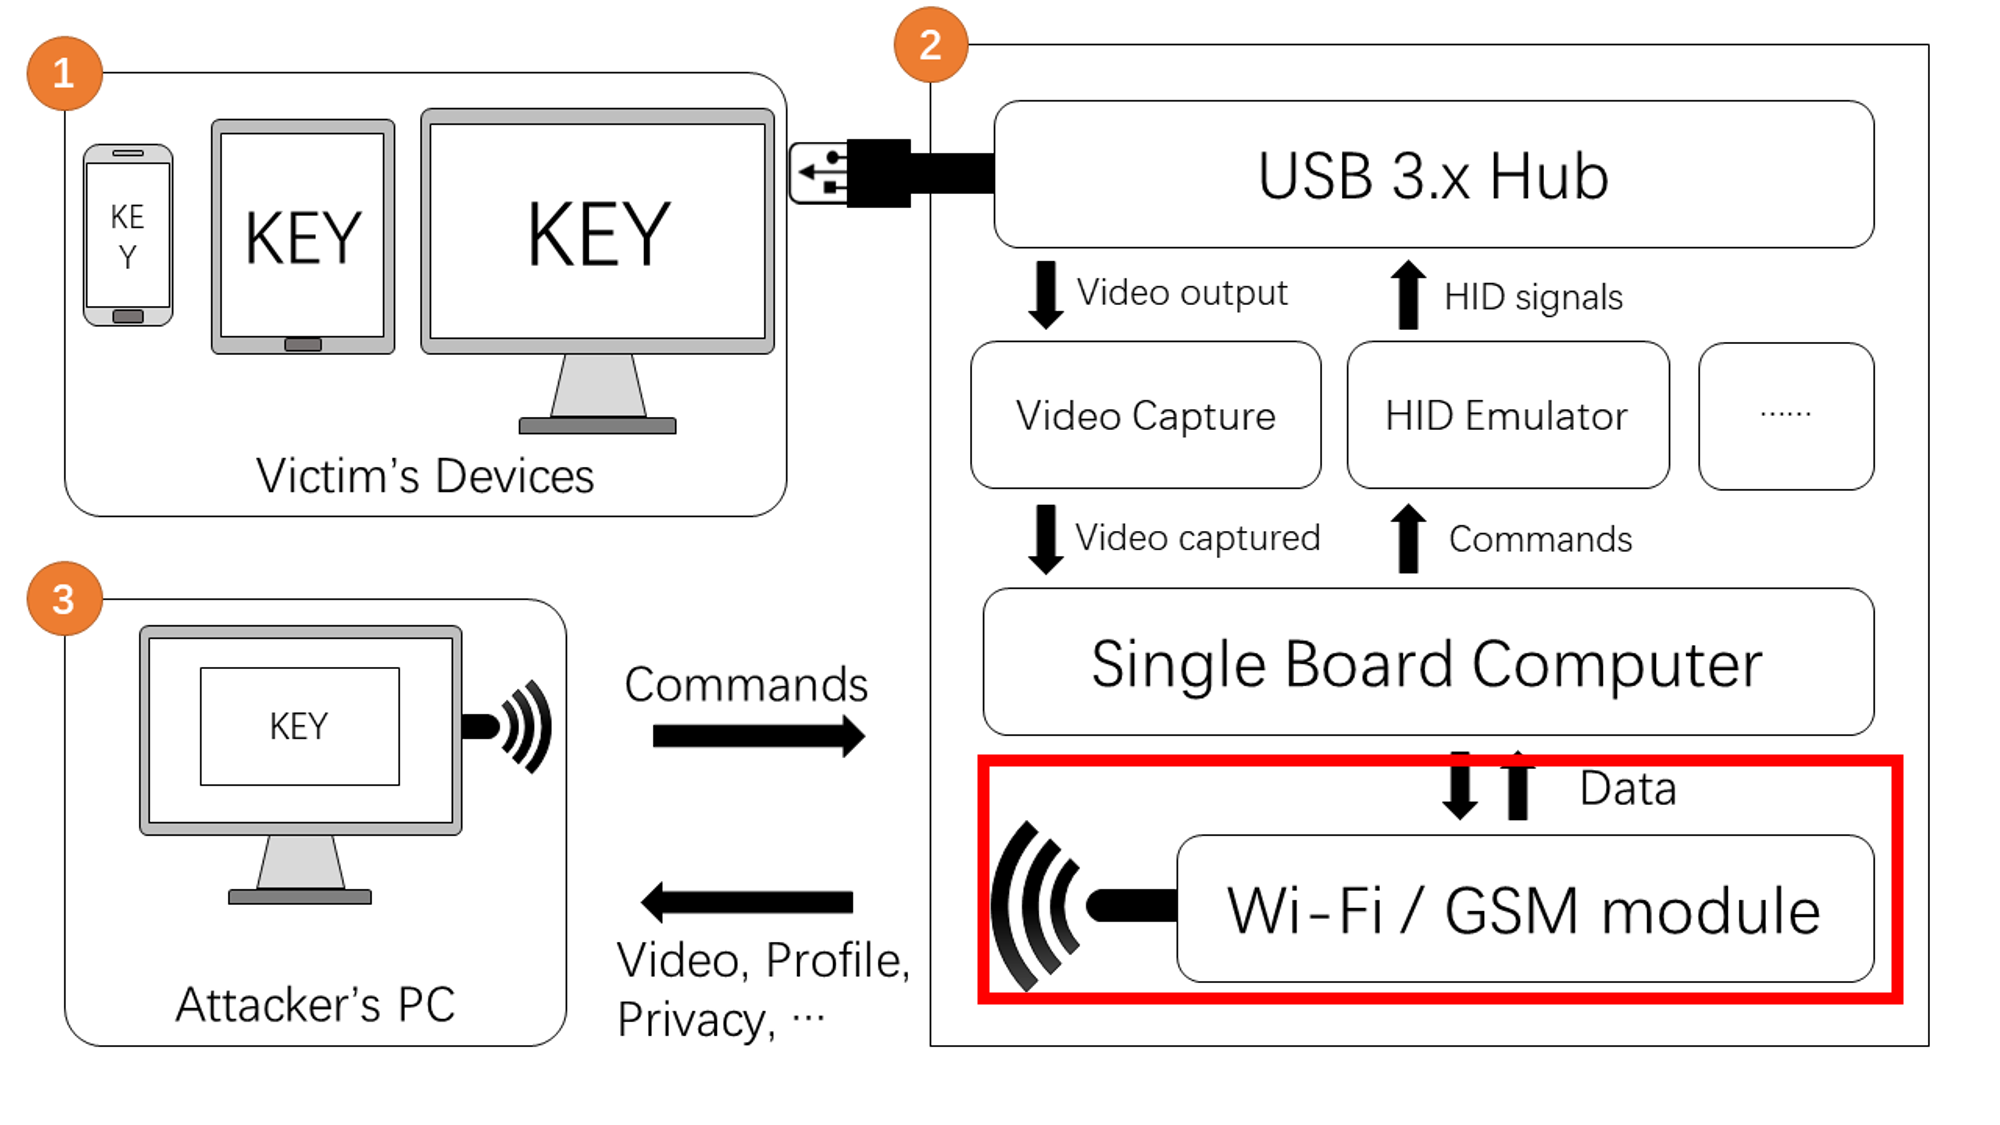 1
KE
Y
KEY
KEY
Victim's Devices
2
USB 3.x Hub
Video output
HID signals
Video Capture
HID Emulator
......
Video captured
Commands
Single Board Computer
Data
Wi-Fi / GSM module
3
KEY
Attacker's PC
Commands
Video, Profile,
Privacy, ...